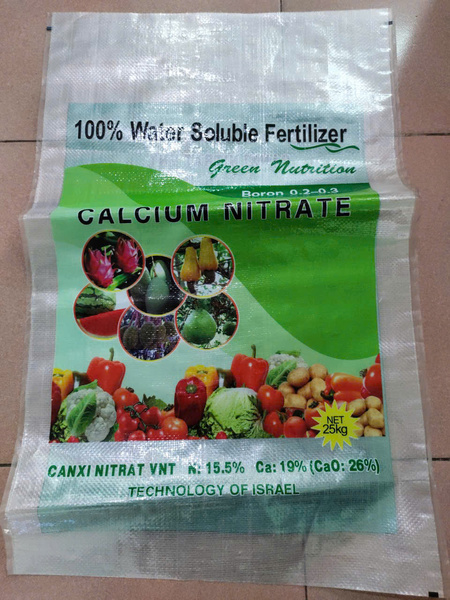 100% Water Soluble Fertilizer
Green Nutrition
Boron 0.2-0.3
CALCIUM NITRATE
NET
25kg
CANXI NITRAT VNT N: 15.5% Ca: 19% (CaO: 26%)
TECHNOLOGY OF ISRAEL